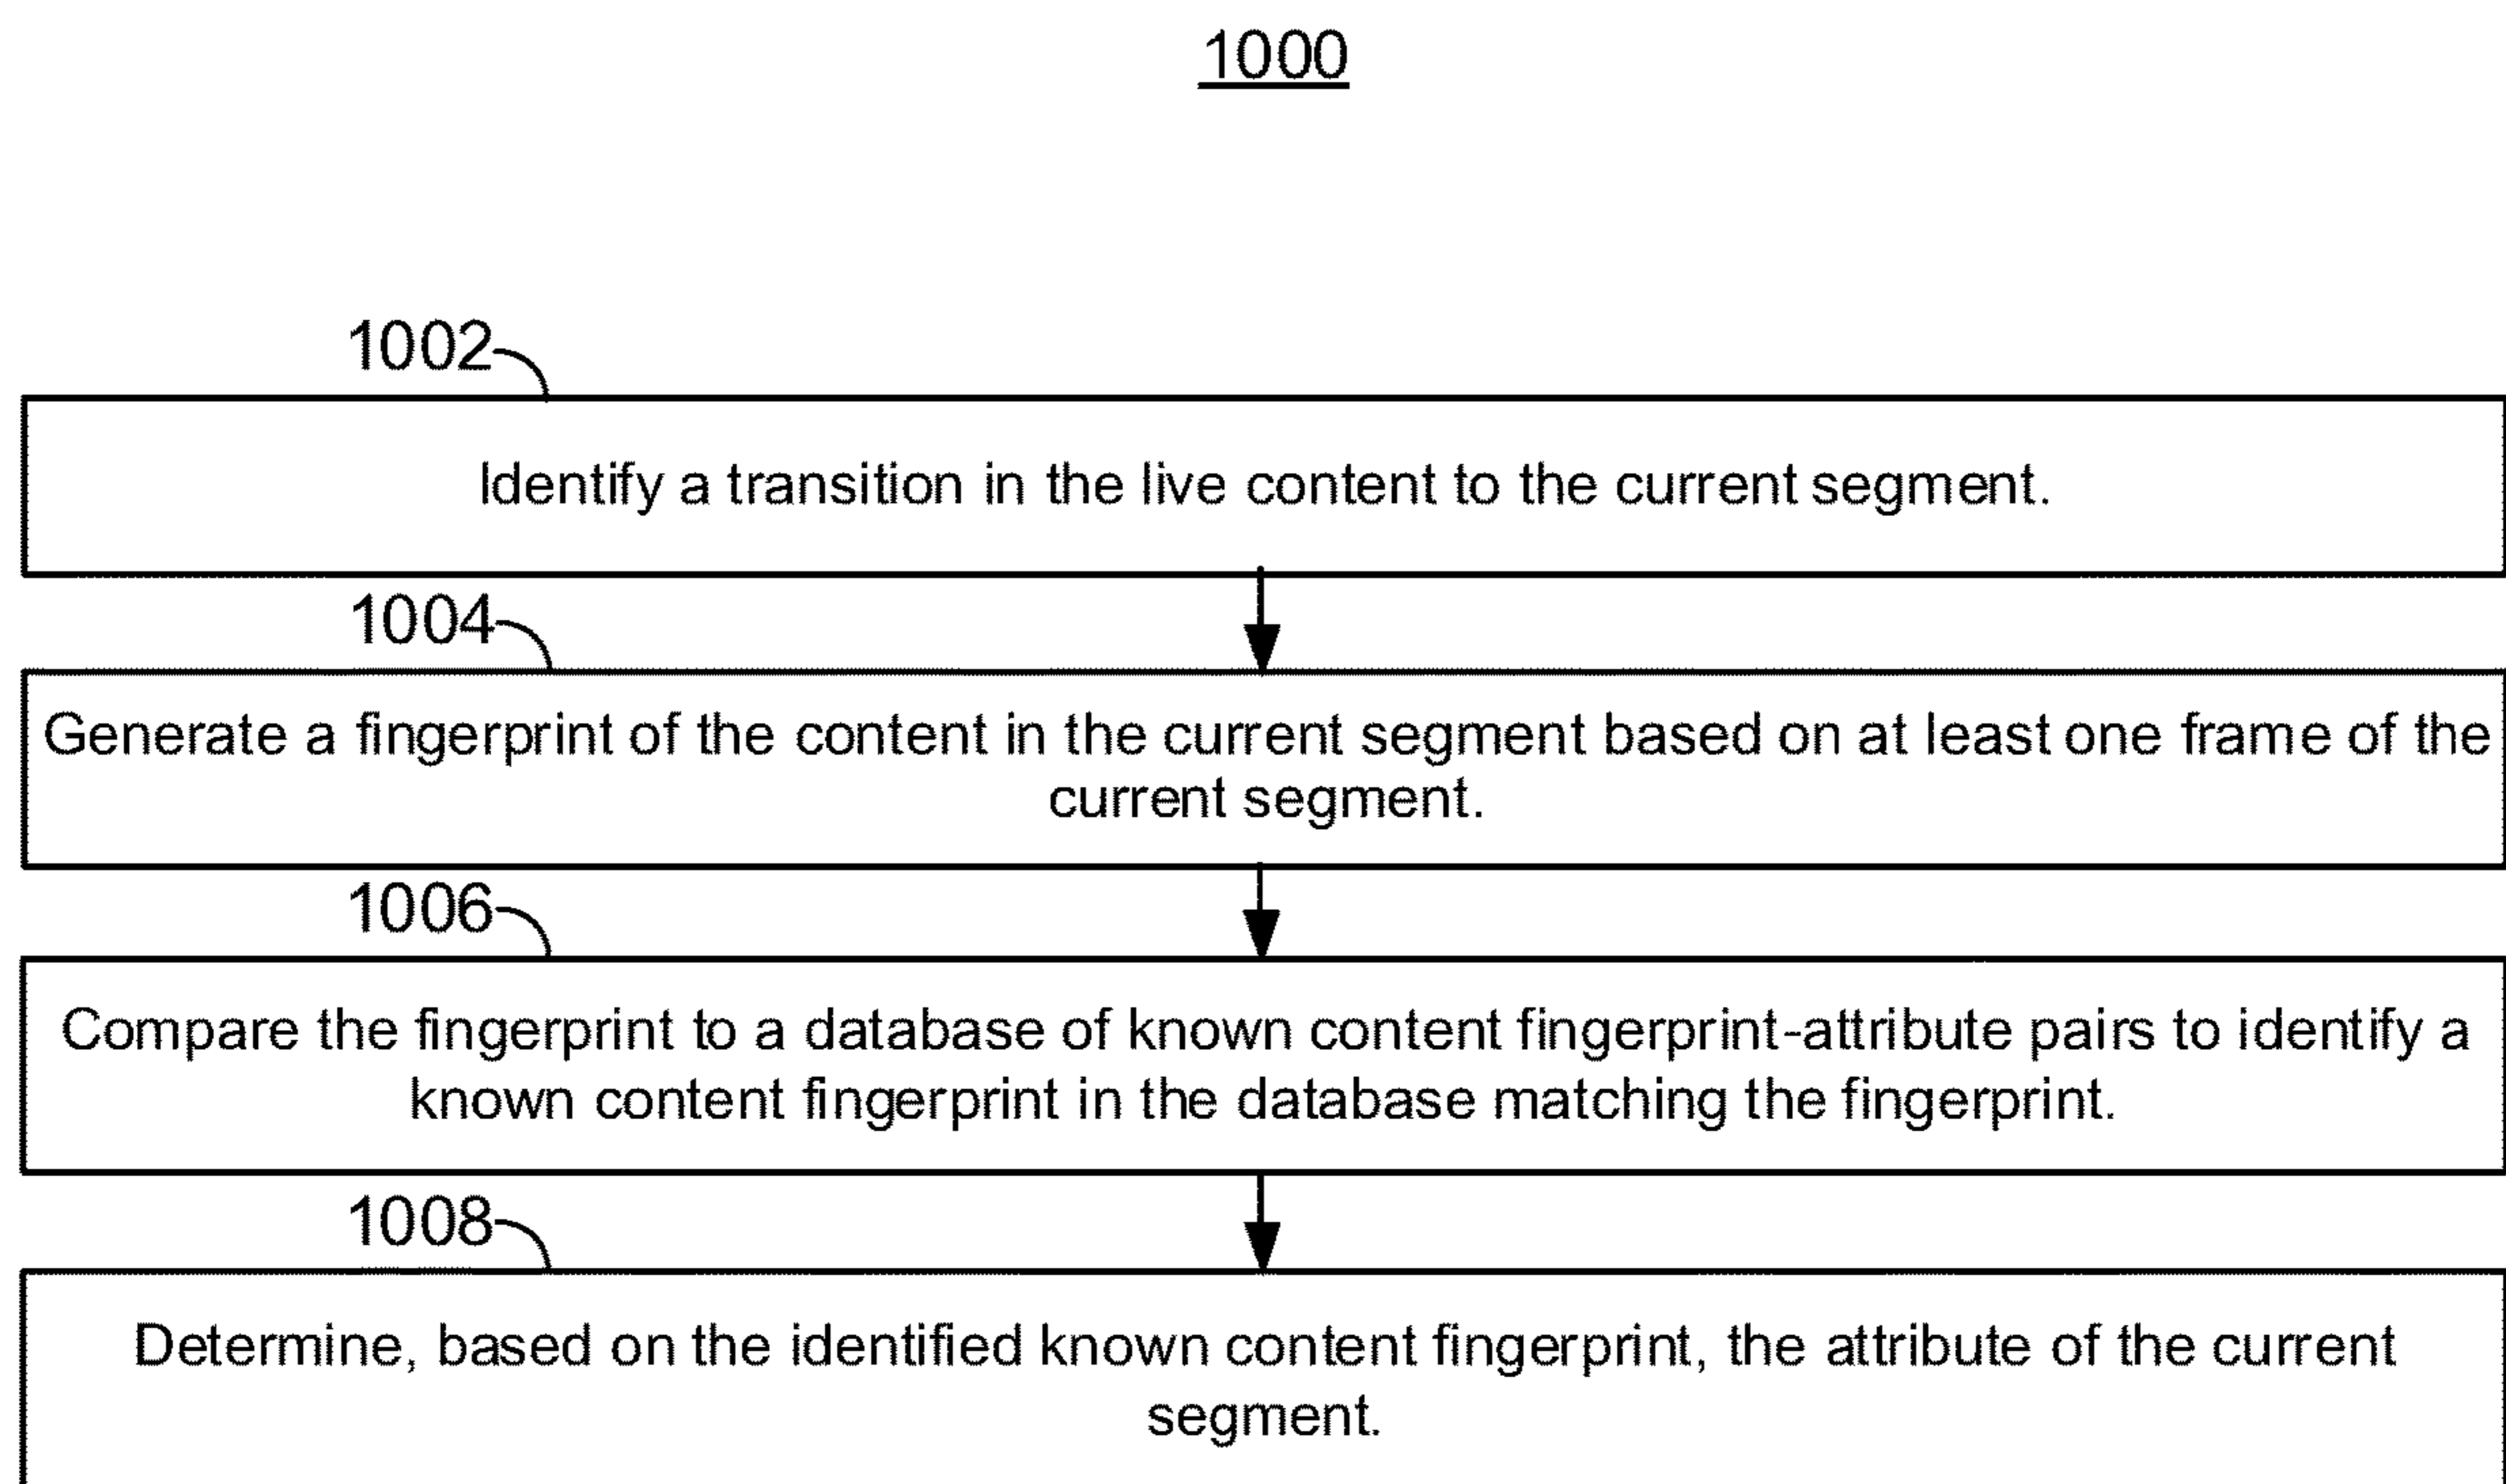 1000
1002
Identify a transition in the live content to the current segment.
1004
Generate a fingerprint of the content in the current segment based on at least one frame of the
current segment.
1006
Compare the fingerprint to a database of known content fingerprint-attribute pairs to identify a
known content fingerprint in the database matching the fingerprint.
1008
Determine, based on the identified known content fingerprint, the attribute of the current
segment.